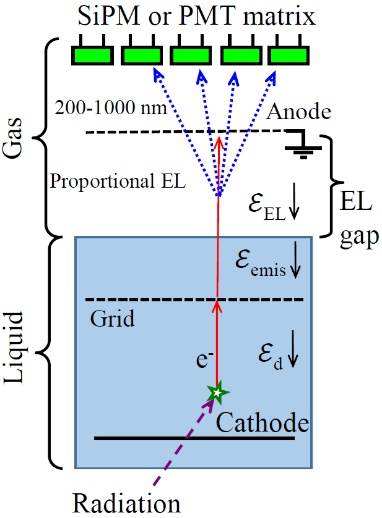 SiPM or PMT matrix
200-1000 nm
Anode
Gas
Proportional EL
ℰEL
EL
gap
ℰemis
Grid
Liquid
e-
ℰd
Cathode
Radiation